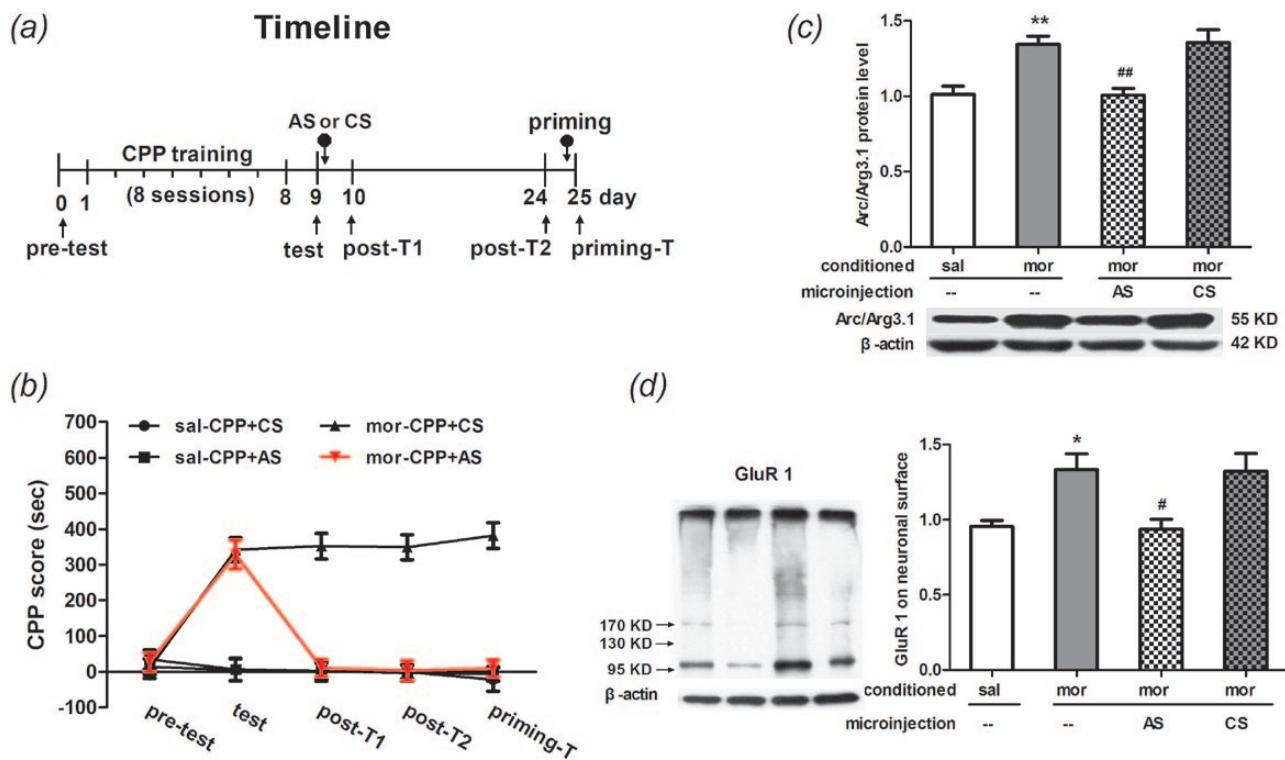 (a) Timeline
AS or CS priming
CPP training
(8 sessions)
0 1 8 9 10 24 25 day
pre-test test post-T1 post-T2 priming-T
(b)
sal-CPP+CS mor-CPP+CS
sal-CPP+AS mor-CPP+AS
CPP score (sec)
700
600
500
400
300
200
100
0
-100
pre-test test post-T1 post-T2 priming-T
(c)
Arc/Arg3.1 protein level
1.5
1.0
1.5
0.0
**
##
conditioned sal mor mor mor
microinjection -- -- AS CS
Arc/Arg3.1 55 KD
β-actin 42 KD
(d)
GluR 1
170 KD
130 KD
95 KD
β-actin
GluR 1 on neuronal surface
1.5
1.0
0.5
0.0
*
#
conditioned sal mor mor mor
microinjection -- -- AS CS